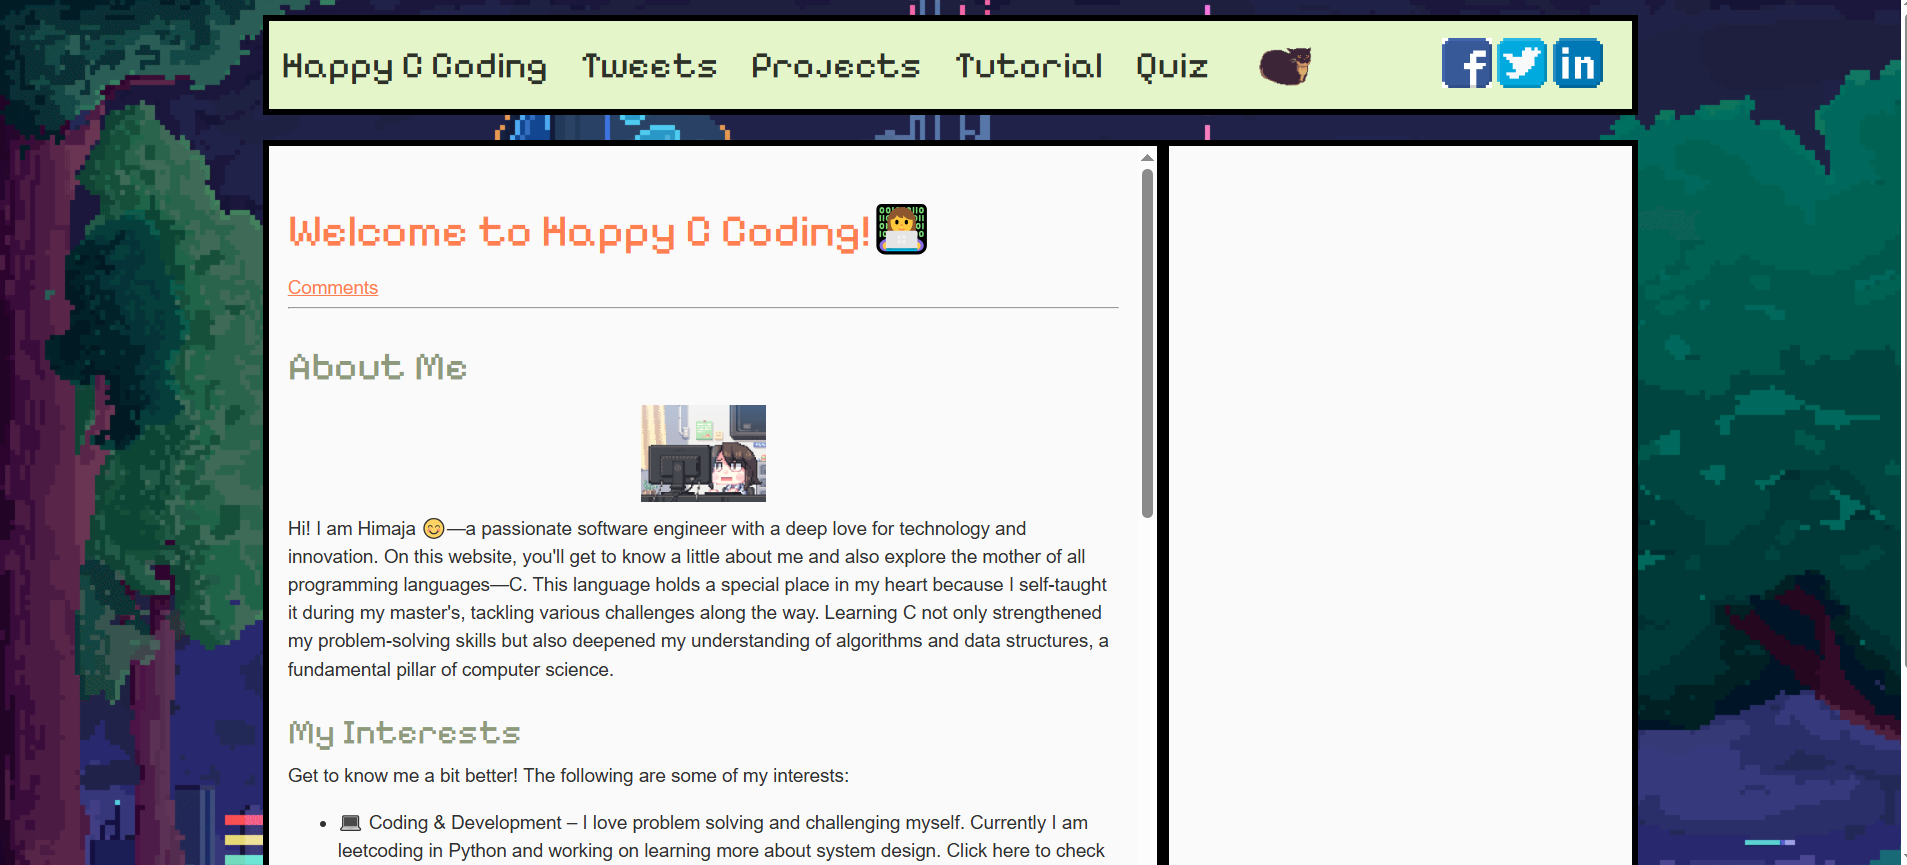 Happy C Coding Tweets Projects Tutorial Quiz f in
Welcome to Happy C Coding!
Comments
About Me
Hi! I am Himaja 😊—a passionate software engineer with a deep love for technology and
innovation. On this website, you'll get to know a little about me and also explore the mother of all
programming languages—C. This language holds a special place in my heart because I self-taught
it during my master's, tackling various challenges along the way. Learning C not only strengthened
my problem-solving skills but also deepened my understanding of algorithms and data structures, a
fundamental pillar of computer science.
My Interests
Get to know me a bit better! The following are some of my interests:
• 💻 Coding & Development – I love problem solving and challenging myself. Currently I am
leetcoding in Python and working on learning more about system design. Click here to check